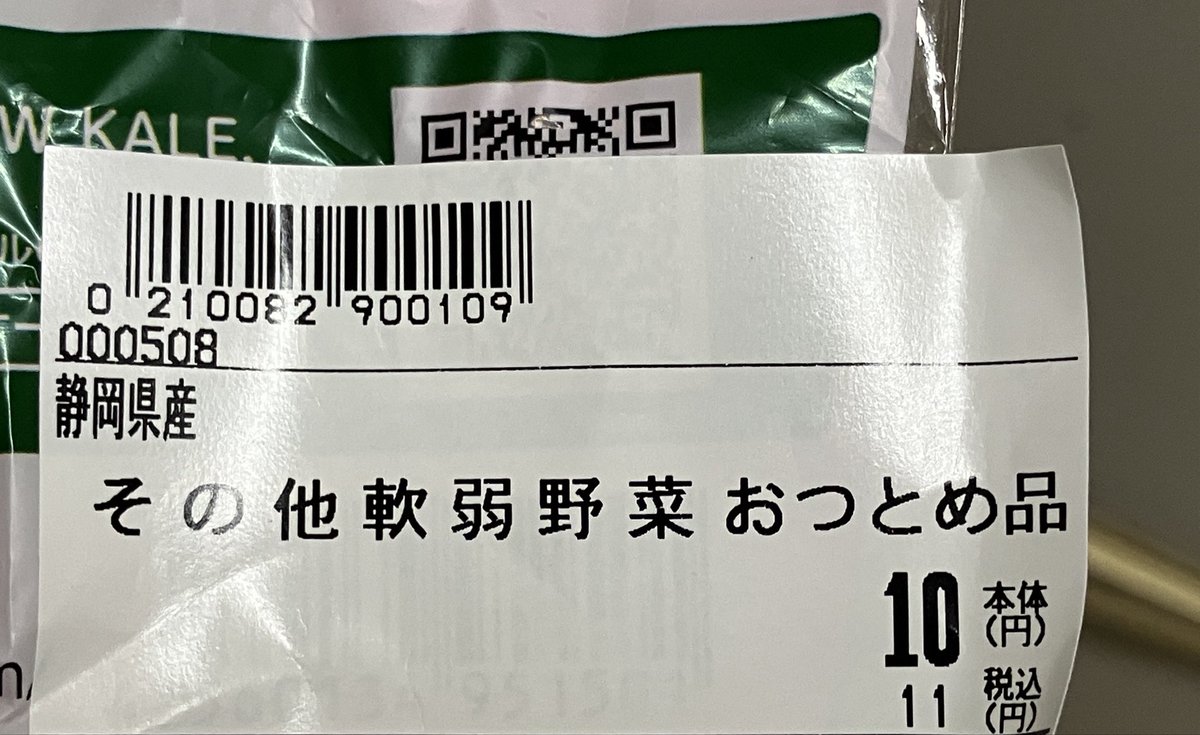 W KALE.
0 210082 900109
000508
静岡県産
その他軟弱野菜おつとめ品
10 本体(円)
11 税込(円)